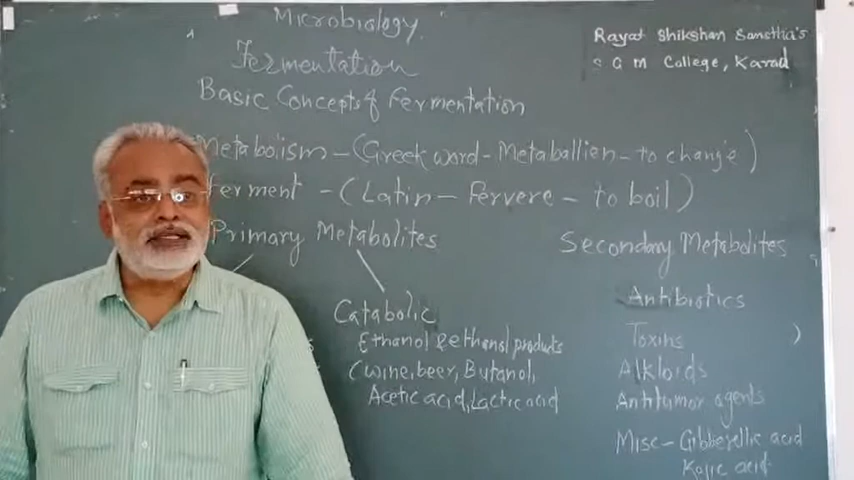 Microbiology
Rayat Shikshan Sanstha's
S G M College, Karad
Fermentation
Basic Concepts of Fermentation
Metabolism - (Greek word - Metaballien - to change)
Ferment - (Latin - Fervere - to boil)
Primary Metabolites
Secondary Metabolites
Catabolic
Ethanol & ethanol products
(Wine, beer, Butanol,
Acetic acid, Lactic acid
Antibiotics
Toxins
Alkloids
Antitumor agents
Misc - Gibberellic acid
Kojic acid